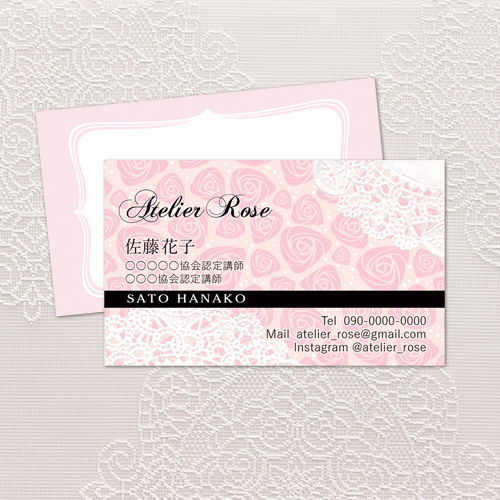 Atelier Rose
佐藤花子
○○○○○協会認定講師
○○○協会認定講師
SATO HANAKO
Tel 090-0000-0000
Mail atelier_rose@gmail.com
Instagram @atelier_rose